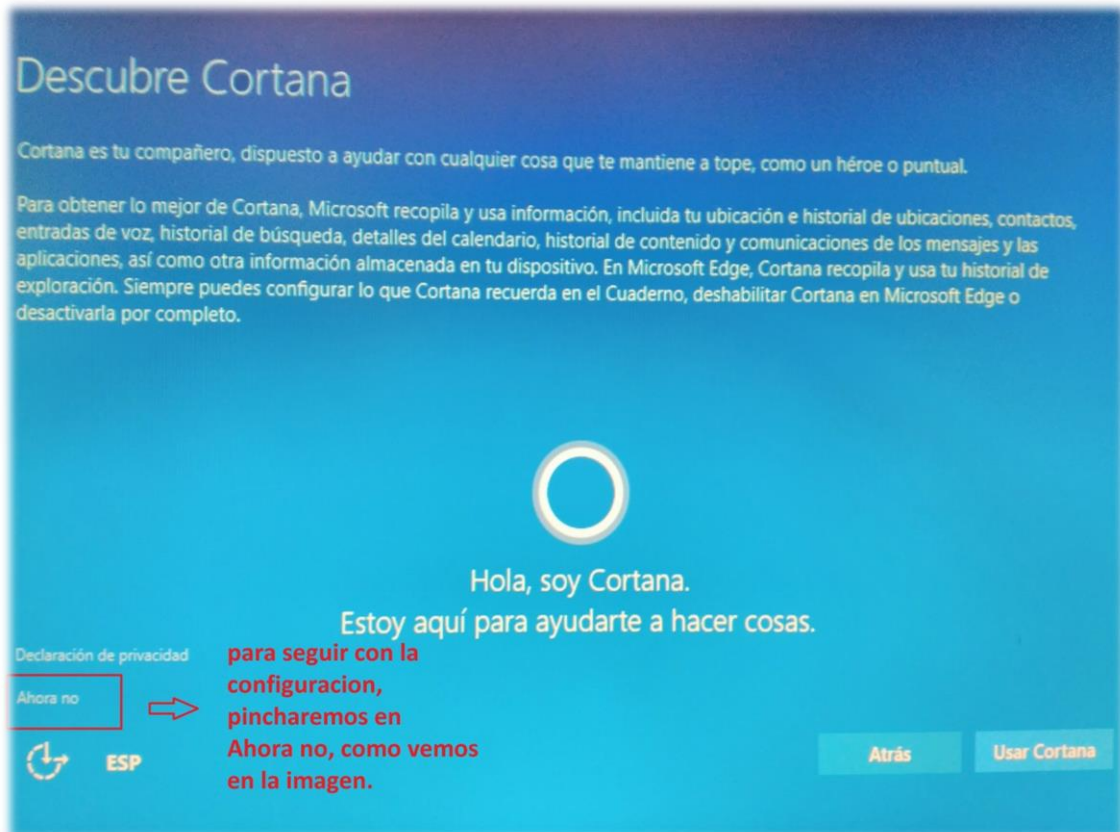 Descubre Cortana
Cortana es tu compañero, dispuesto a ayudar con cualquier cosa que te mantiene a tope, como un héroe o puntual.
Para obtener lo mejor de Cortana, Microsoft recopila y usa información, incluida tu ubicación e historial de ubicaciones, contactos,
entradas de voz, historial de búsqueda, detalles del calendario, historial de contenido y comunicaciones de los mensajes y las
aplicaciones, así como otra información almacenada en tu dispositivo. En Microsoft Edge, Cortana recopila y usa tu historial de
exploración. Siempre puedes configurar lo que Cortana recuerda en el Cuaderno, deshabilitar Cortana en Microsoft Edge o
desactivarla por completo.
Hola, soy Cortana.
Estoy aquí para ayudarte a hacer cosas.
Declaración de privacidad
Ahora no
para seguir con la
configuracion,
pincharemos en
Ahora no, como vemos
en la imagen.
ESP
Atrás
Usar Cortana